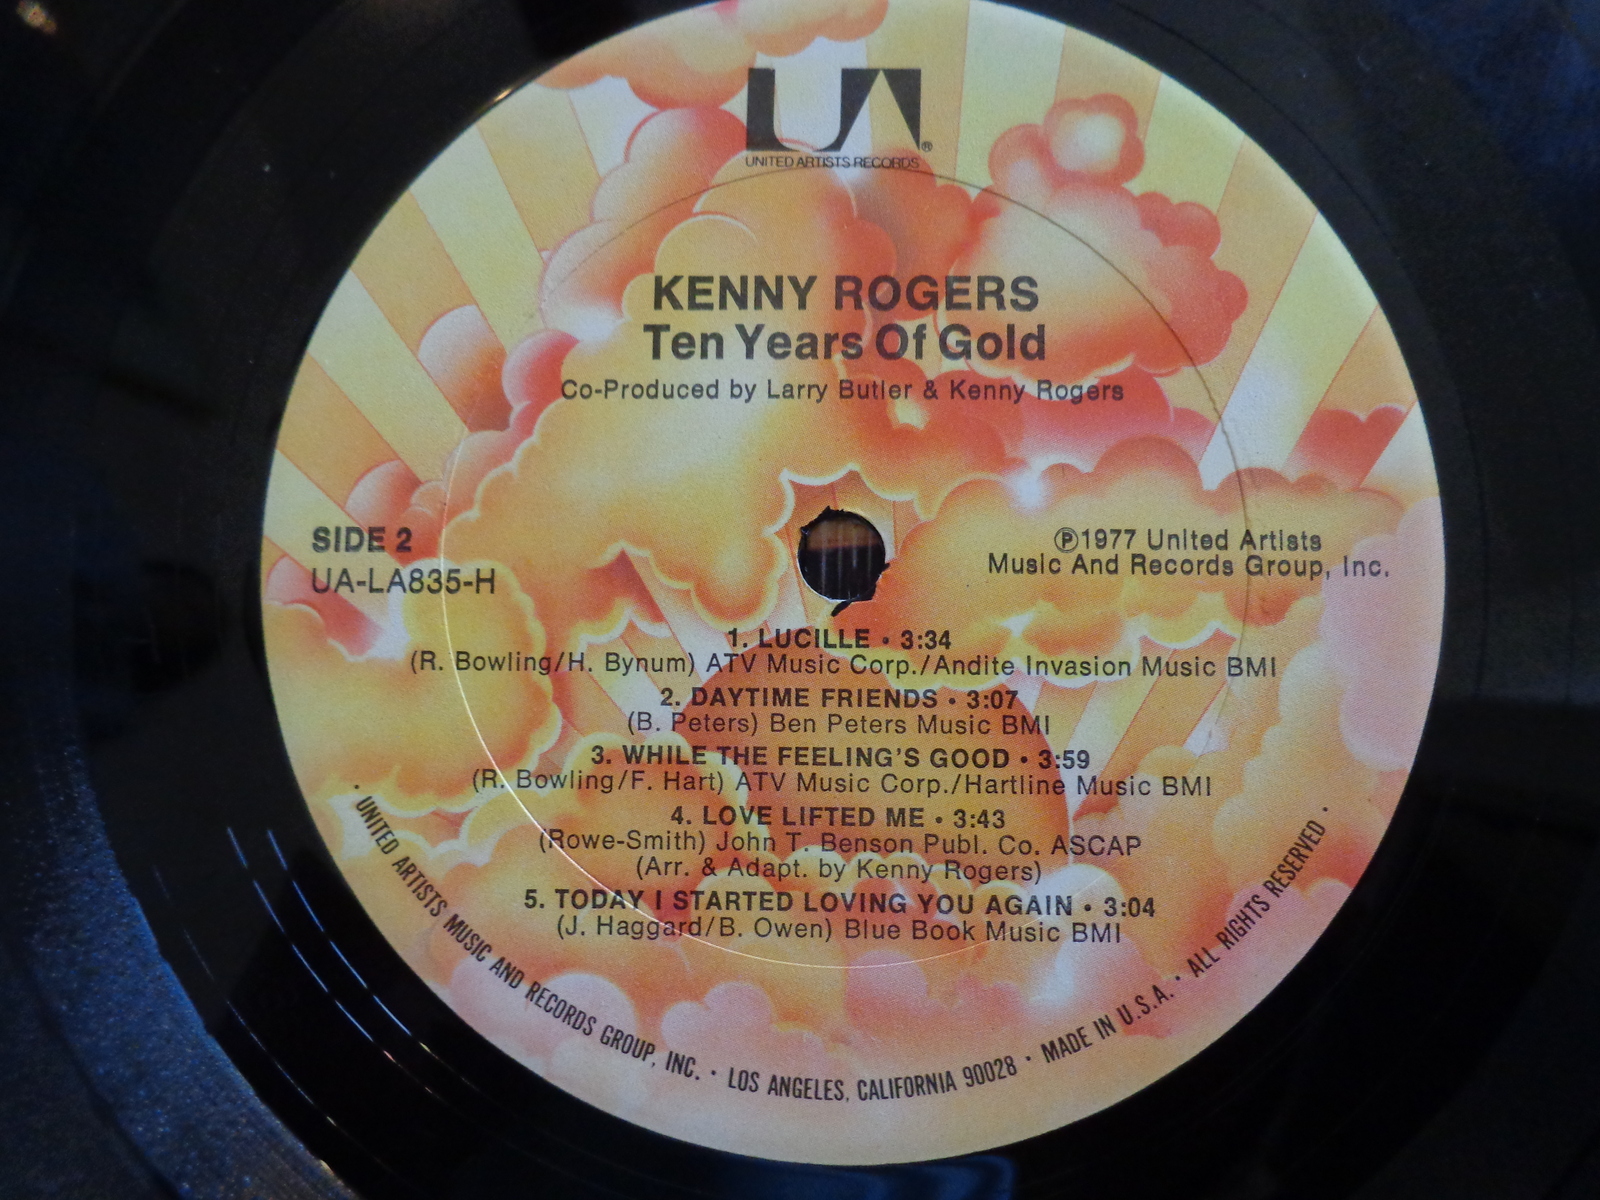 UA®
UNITED ARTISTS RECORDS
KENNY ROGERS
Ten Years Of Gold
Co-Produced by Larry Butler & Kenny Rogers
SIDE 2
UA-LA835-H
℗1977 United Artists
Music And Records Group, Inc.
1. LUCILLE • 3:34
(R. Bowling/H. Bynum) ATV Music Corp./Andite Invasion Music BMI
2. DAYTIME FRIENDS • 3:07
(B. Peters) Ben Peters Music BMI
3. WHILE THE FEELING'S GOOD • 3:59
(R. Bowling/F. Hart) ATV Music Corp./Hartline Music BMI
4. LOVE LIFTED ME • 3:43
(Rowe-Smith) John T. Benson Publ. Co. ASCAP
(Arr. & Adapt. by Kenny Rogers)
5. TODAY I STARTED LOVING YOU AGAIN • 3:04
(J. Haggard/B. Owen) Blue Book Music BMI
• UNITED ARTISTS MUSIC AND RECORDS GROUP, INC. • LOS ANGELES, CALIFORNIA 90028 • MADE IN U.S.A. • ALL RIGHTS RESERVED •